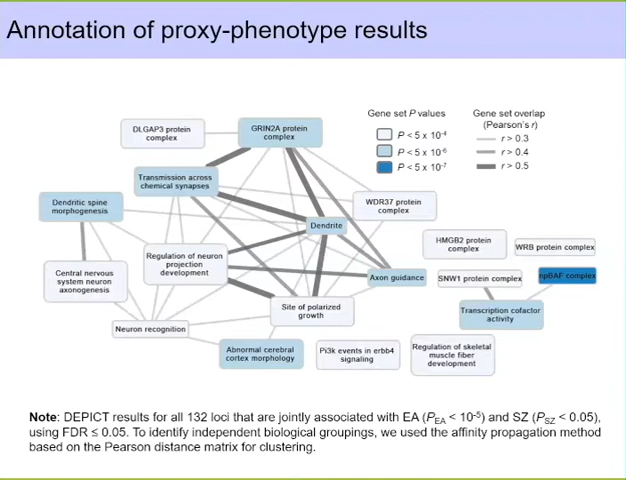 Annotation of proxy-phenotype results
Gene set P values
P < 5 x 10-4
P < 5 x 10-6
P < 5 x 10-7
Gene set overlap
(Pearson's r)
r > 0.3
r > 0.4
r > 0.5
DLGAP3 protein
complex
GRIN2A protein
complex
Transmission across
chemical synapses
Dendritic spine
morphogenesis
WDR37 protein
complex
Dendrite
HMGB2 protein
complex
WRB protein complex
Regulation of neuron
projection
development
Central nervous
system neuron
axonogenesis
Axon guidance
SNW1 protein complex
npBAF complex
Site of polarized
growth
Transcription cofactor
activity
Neuron recognition
Abnormal cerebral
cortex morphology
Pi3k events in erbb4
signaling
Regulation of skeletal
muscle fiber
development
Note: DEPICT results for all 132 loci that are jointly associated with EA (PEA < 10-5) and SZ (PSZ < 0.05),
using FDR ≤ 0.05. To identify independent biological groupings, we used the affinity propagation method
based on the Pearson distance matrix for clustering.